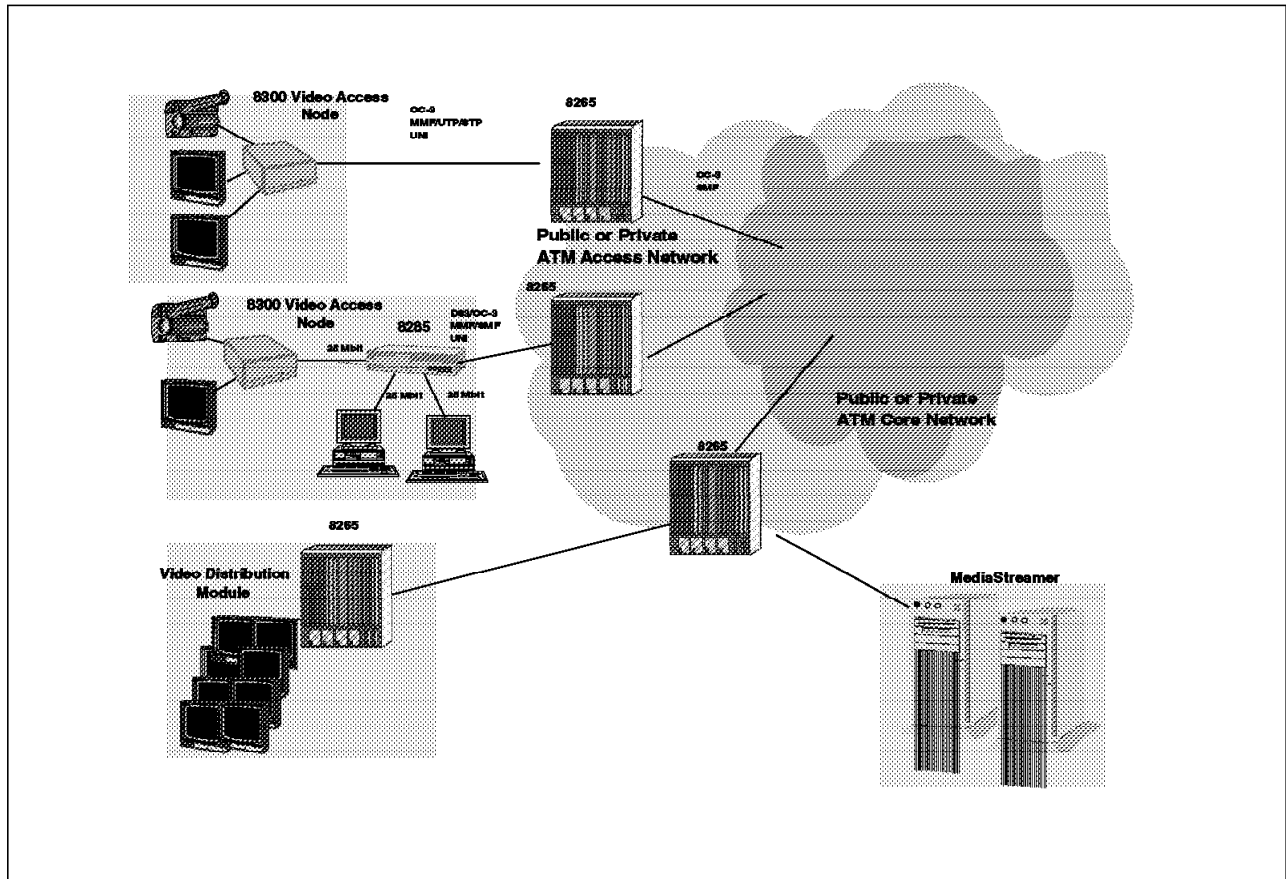 8300 Video Access
Node
OC-3
MMF/UTP/STP
UNI
8265
OC-3
SMF
Public or Private
ATM Access Network
8300 Video Access
Node
8265
DS3/OC-3
MMF/SMF
UNI
8285
25 Mbit
25 Mbit
25 Mbit
Public or Private
ATM Core Network
8265
8265
Video Distribution
Module
MediaStreamer